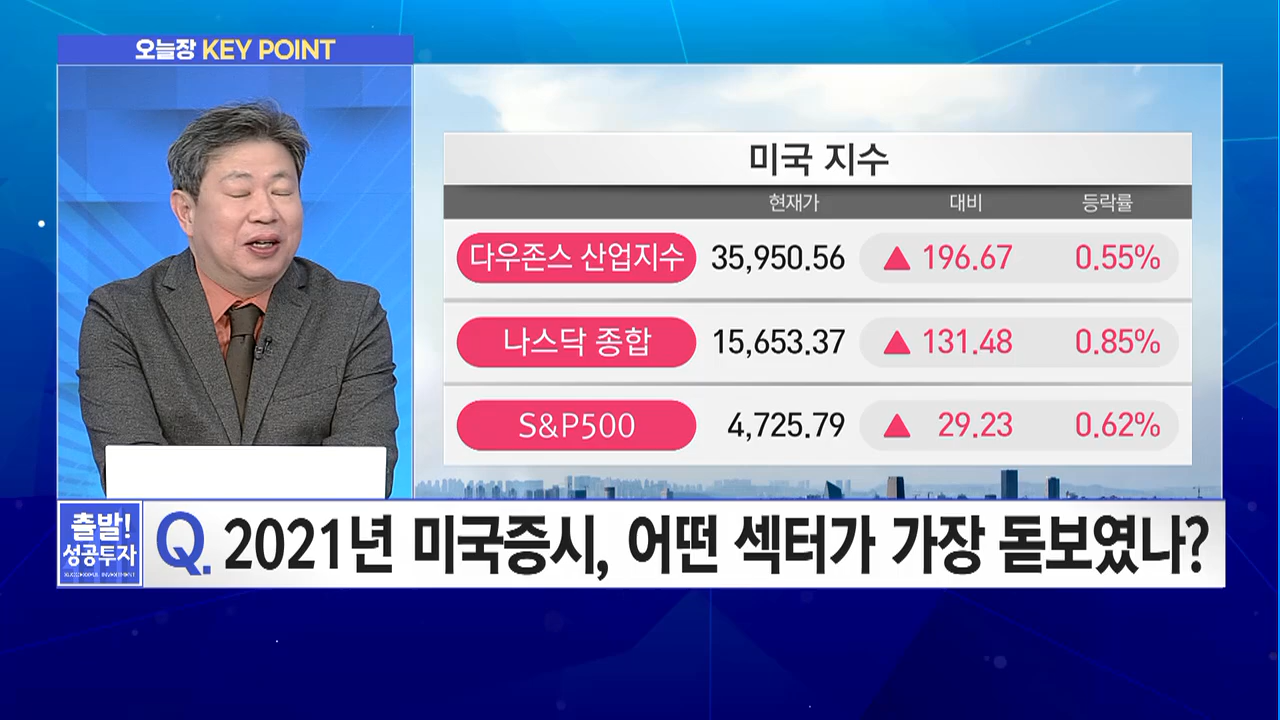 오늘장 KEY POINT
미국 지수
현재가 대비 등락률
다우존스 산업지수 35,950.56 ▲ 196.67 0.55%
나스닥 종합 15,653.37 ▲ 131.48 0.85%
S&P500 4,725.79 ▲ 29.23 0.62%
출발!
성공투자
SUCCESSFUL INVESTMENT
Q. 2021년 미국증시, 어떤 섹터가 가장 돋보였나?